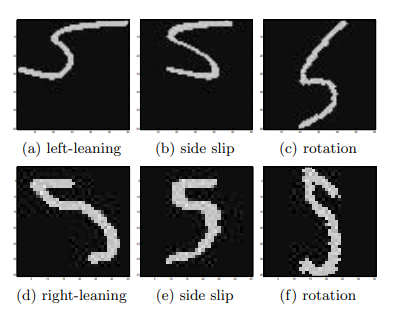 (a) left-leaning (b) side slip (c) rotation
(d) right-leaning (e) side slip (f) rotation